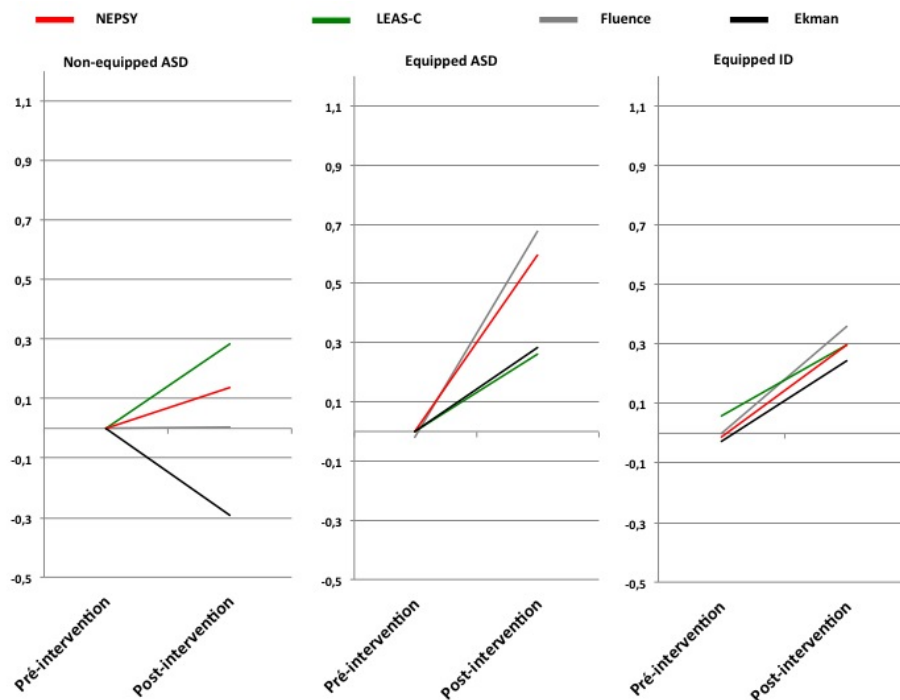 NEPSY LEAS-C Fluence Ekman
Non-equipped ASD
1,1
0,9
0,7
0,5
0,3
0,1
-0,1
-0,3
-0,5
Pré-intervention
Post-intervention
Equipped ASD
1,1
0,9
0,7
0,5
0,3
0,1
-0,1
-0,3
-0,5
Pré-intervention
Post-intervention
Equipped ID
1,1
0,9
0,7
0,5
0,3
0,1
-0,1
-0,3
-0,5
Pré-intervention
Post-intervention